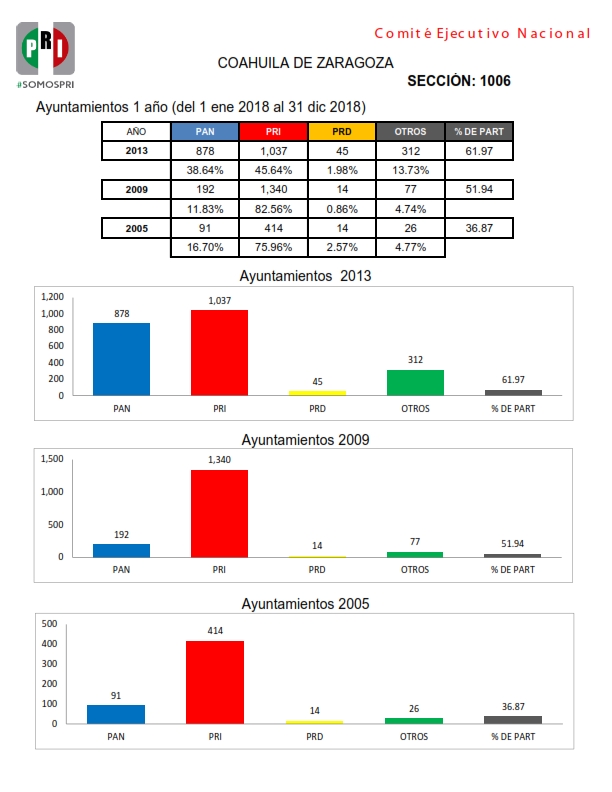 Comité Ejecutivo Nacional
PRI
#SOMOSPRI
COAHUILA DE ZARAGOZA
SECCIÓN: 1006
Ayuntamientos 1 año (del 1 ene 2018 al 31 dic 2018)
AÑO PAN PRI PRD OTROS % DE PART
2013 878 1,037 45 312 61.97
38.64% 45.64% 1.98% 13.73%
2009 192 1,340 14 77 51.94
11.83% 82.56% 0.86% 4.74%
2005 91 414 14 26 36.87
16.70% 75.96% 2.57% 4.77%
Ayuntamientos 2013
1,200
1,000
800
600
400
200
0
878 1,037 45 312 61.97
PAN PRI PRD OTROS % DE PART
Ayuntamientos 2009
1,500
1,000
500
0
192 1,340 14 77 51.94
PAN PRI PRD OTROS % DE PART
Ayuntamientos 2005
500
400
300
200
100
0
91 414 14 26 36.87
PAN PRI PRD OTROS % DE PART